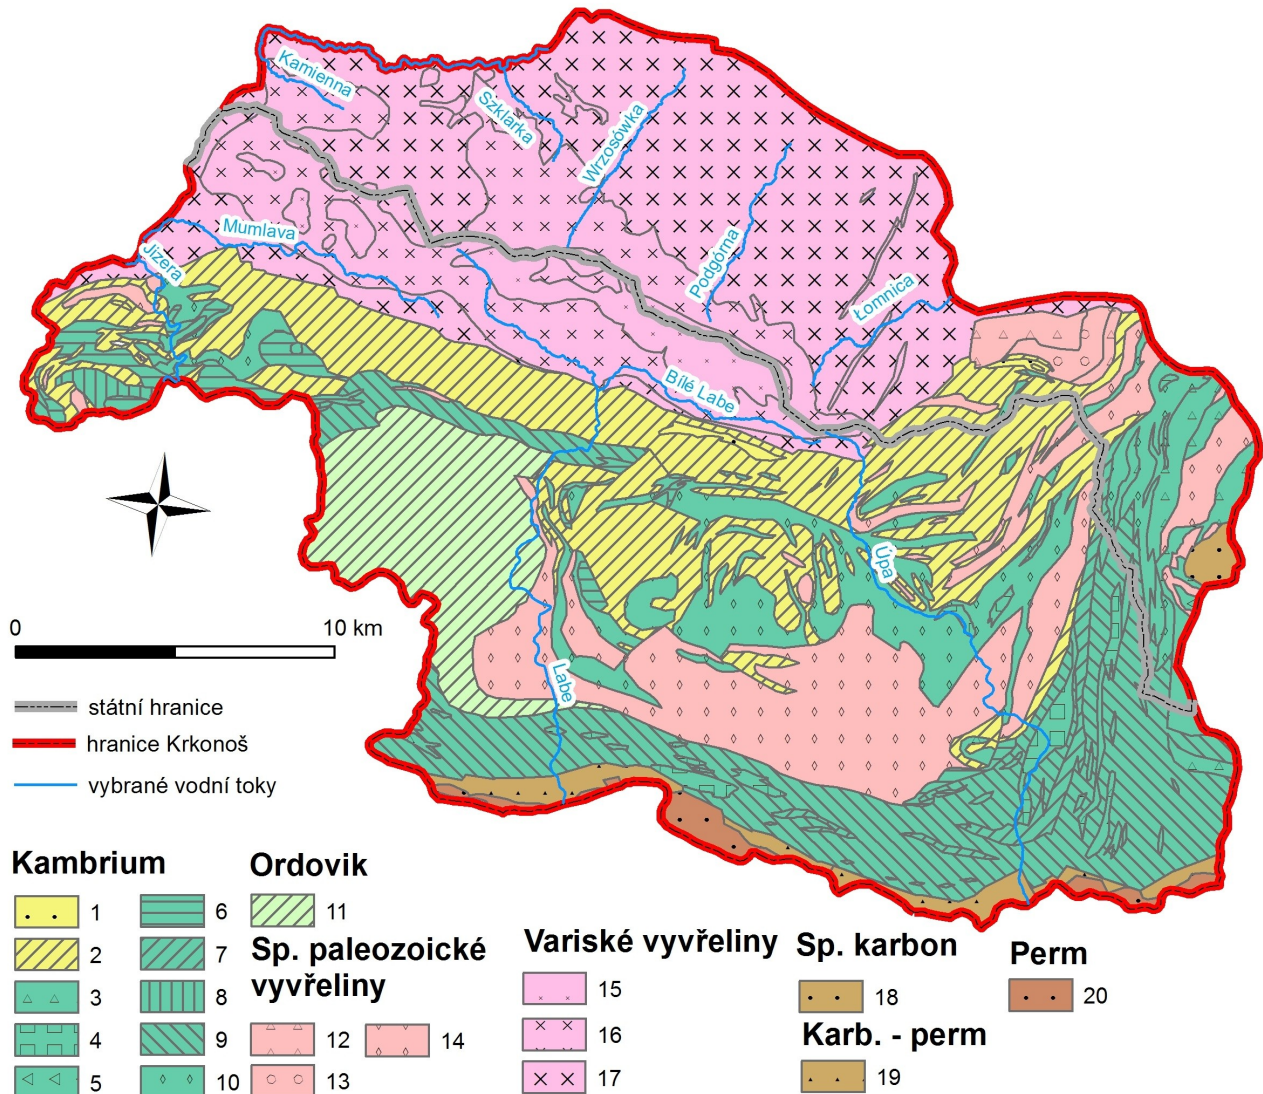 Kamienna
Szklarka
Wrzosówka
Mumlava
Jizera
Podgórna
Łomnica
Bílé Labe
Úpa
Labe
0 10 km
státní hranice
hranice Krkonoš
vybrané vodní toky
Kambrium
1
2
3
4
5
6
7
8
9
10
Ordovik
11
Sp. paleozoické
vyvřeliny
12
13
14
Variské vyvřeliny
15
16
17
Sp. karbon
18
Karb. - perm
19
Perm
20